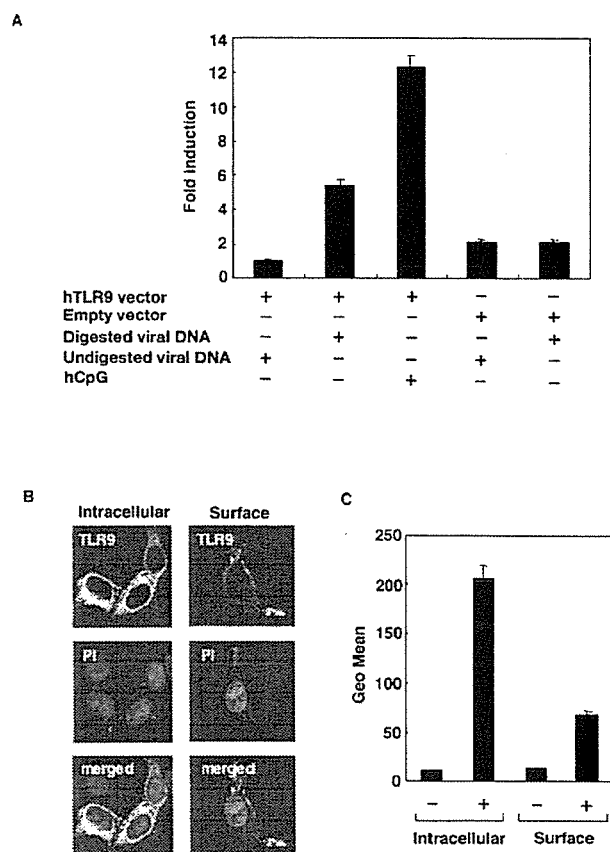 A
14
12
10
8
6
4
2
0
Fold Induction
hTLR9 vector + + + − −
Empty vector − − − + +
Digested viral DNA − + − − +
Undigested viral DNA + − − + −
hCpG − − + − −
B
Intracellular Surface
TLR9 TLR9
PI PI
merged merged
C
250
200
150
100
50
0
Geo Mean
− + − +
Intracellular Surface